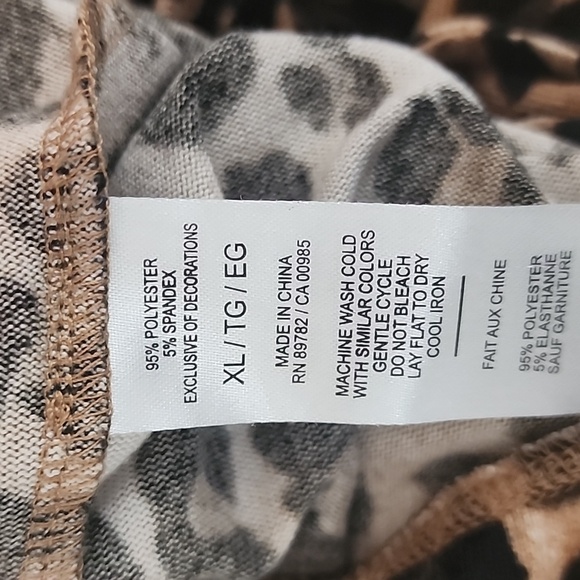 95% POLYESTER
5% SPANDEX
EXCLUSIVE OF DECORATIONS
XL / TG / EG
MADE IN CHINA
RN 89782 / CA 00985
MACHINE WASH COLD
WITH SIMILAR COLORS
GENTLE CYCLE
DO NOT BLEACH
LAY FLAT TO DRY
COOL IRON
FAIT AUX CHINE
95% POLYESTER
5% ELASTHANNE
SAUF GARNITURE